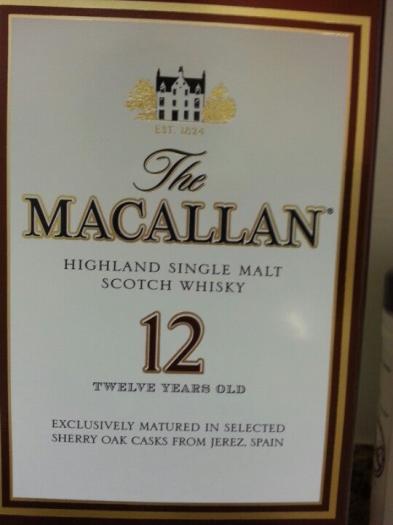 EST. 1824
The
MACALLAN®
HIGHLAND SINGLE MALT
SCOTCH WHISKY
12
TWELVE YEARS OLD
EXCLUSIVELY MATURED IN SELECTED
SHERRY OAK CASKS FROM JEREZ, SPAIN